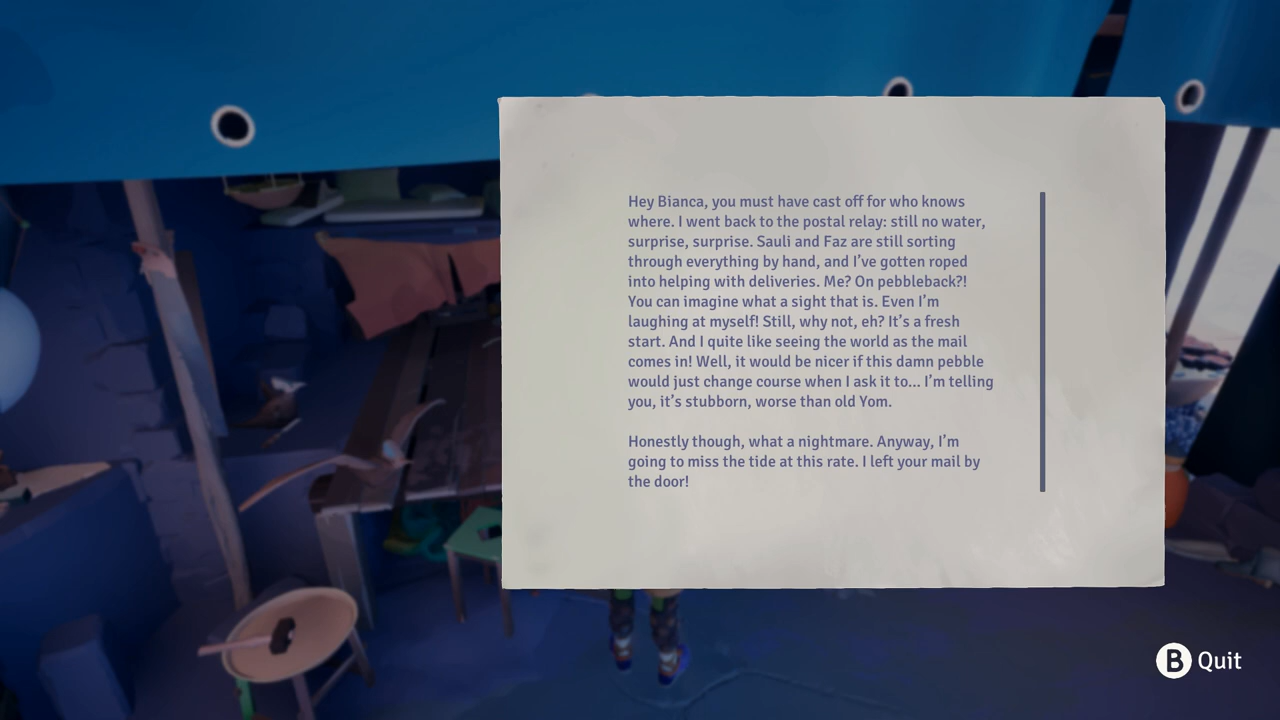 Hey Bianca, you must have cast off for who knows
where. I went back to the postal relay: still no water,
surprise, surprise. Sauli and Faz are still sorting
through everything by hand, and I’ve gotten roped
into helping with deliveries. Me? On pebbleback?!
You can imagine what a sight that is. Even I’m
laughing at myself! Still, why not, eh? It’s a fresh
start. And I quite like seeing the world as the mail
comes in! Well, it would be nicer if this damn pebble
would just change course when I ask it to... I’m telling
you, it’s stubborn, worse than old Yom.
Honestly though, what a nightmare. Anyway, I’m
going to miss the tide at this rate. I left your mail by
the door!
B Quit